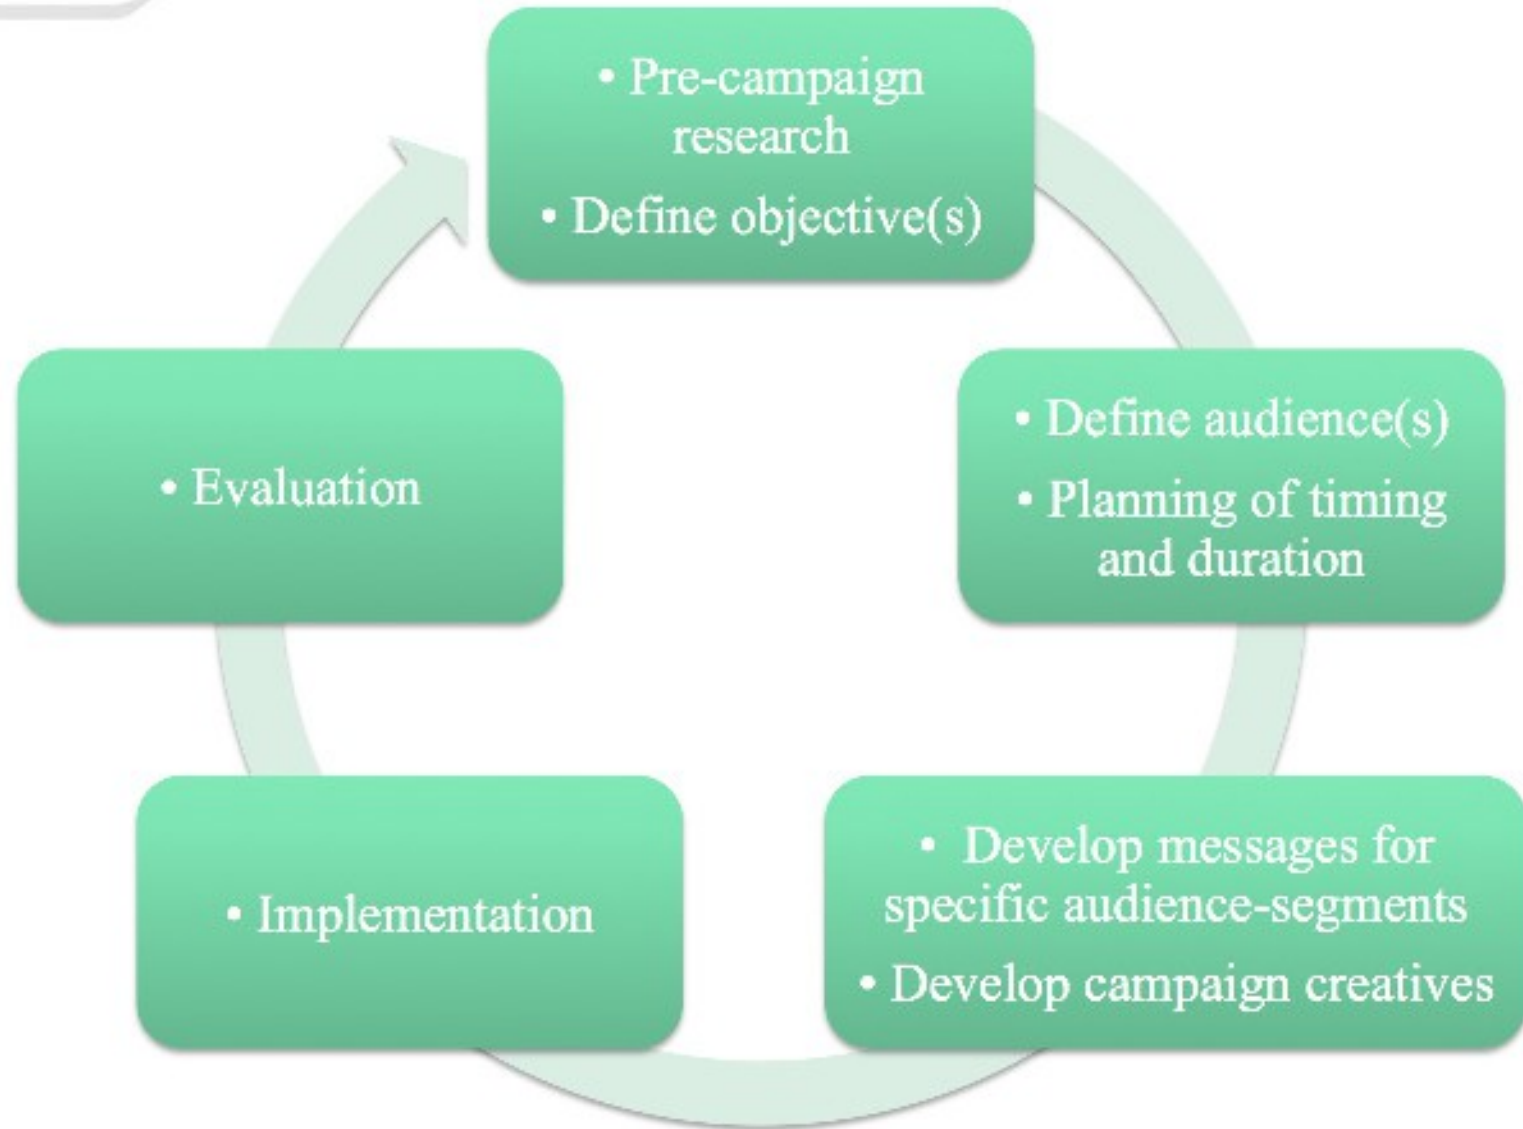 • Pre-campaign
research
• Define objective(s)
• Define audience(s)
• Planning of timing
and duration
• Develop messages for
specific audience-segments
• Develop campaign creatives
• Implementation
• Evaluation